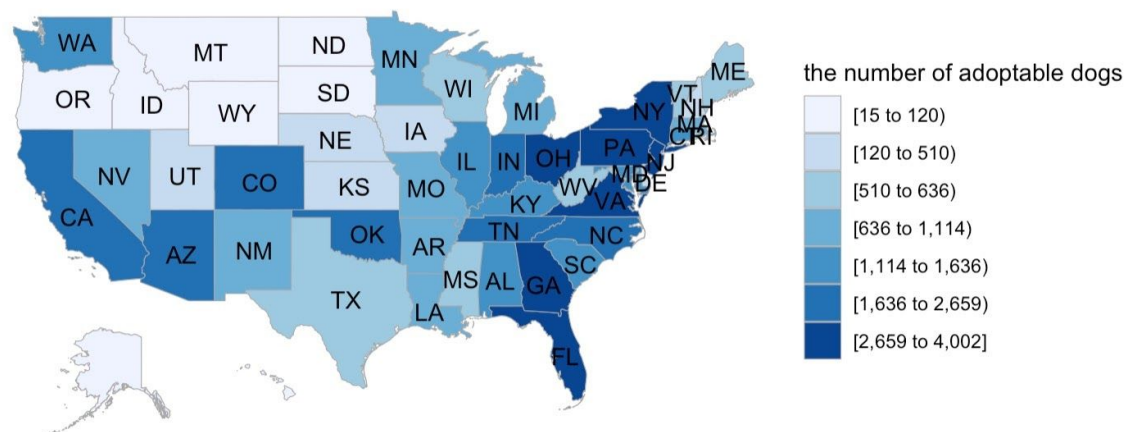 WA
MT
ND
MN
ME
OR
ID
WY
SD
WI
MI
VT
NH
NY
MA
CT
RI
NE
IA
PA
NJ
NV
UT
CO
KS
MO
IL
IN
OH
WV
MD
DE
VA
KY
CA
AZ
NM
OK
AR
TN
NC
SC
TX
LA
MS
AL
GA
FL
the number of adoptable dogs
[15 to 120)
[120 to 510)
[510 to 636)
[636 to 1,114)
[1,114 to 1,636)
[1,636 to 2,659)
[2,659 to 4,002]